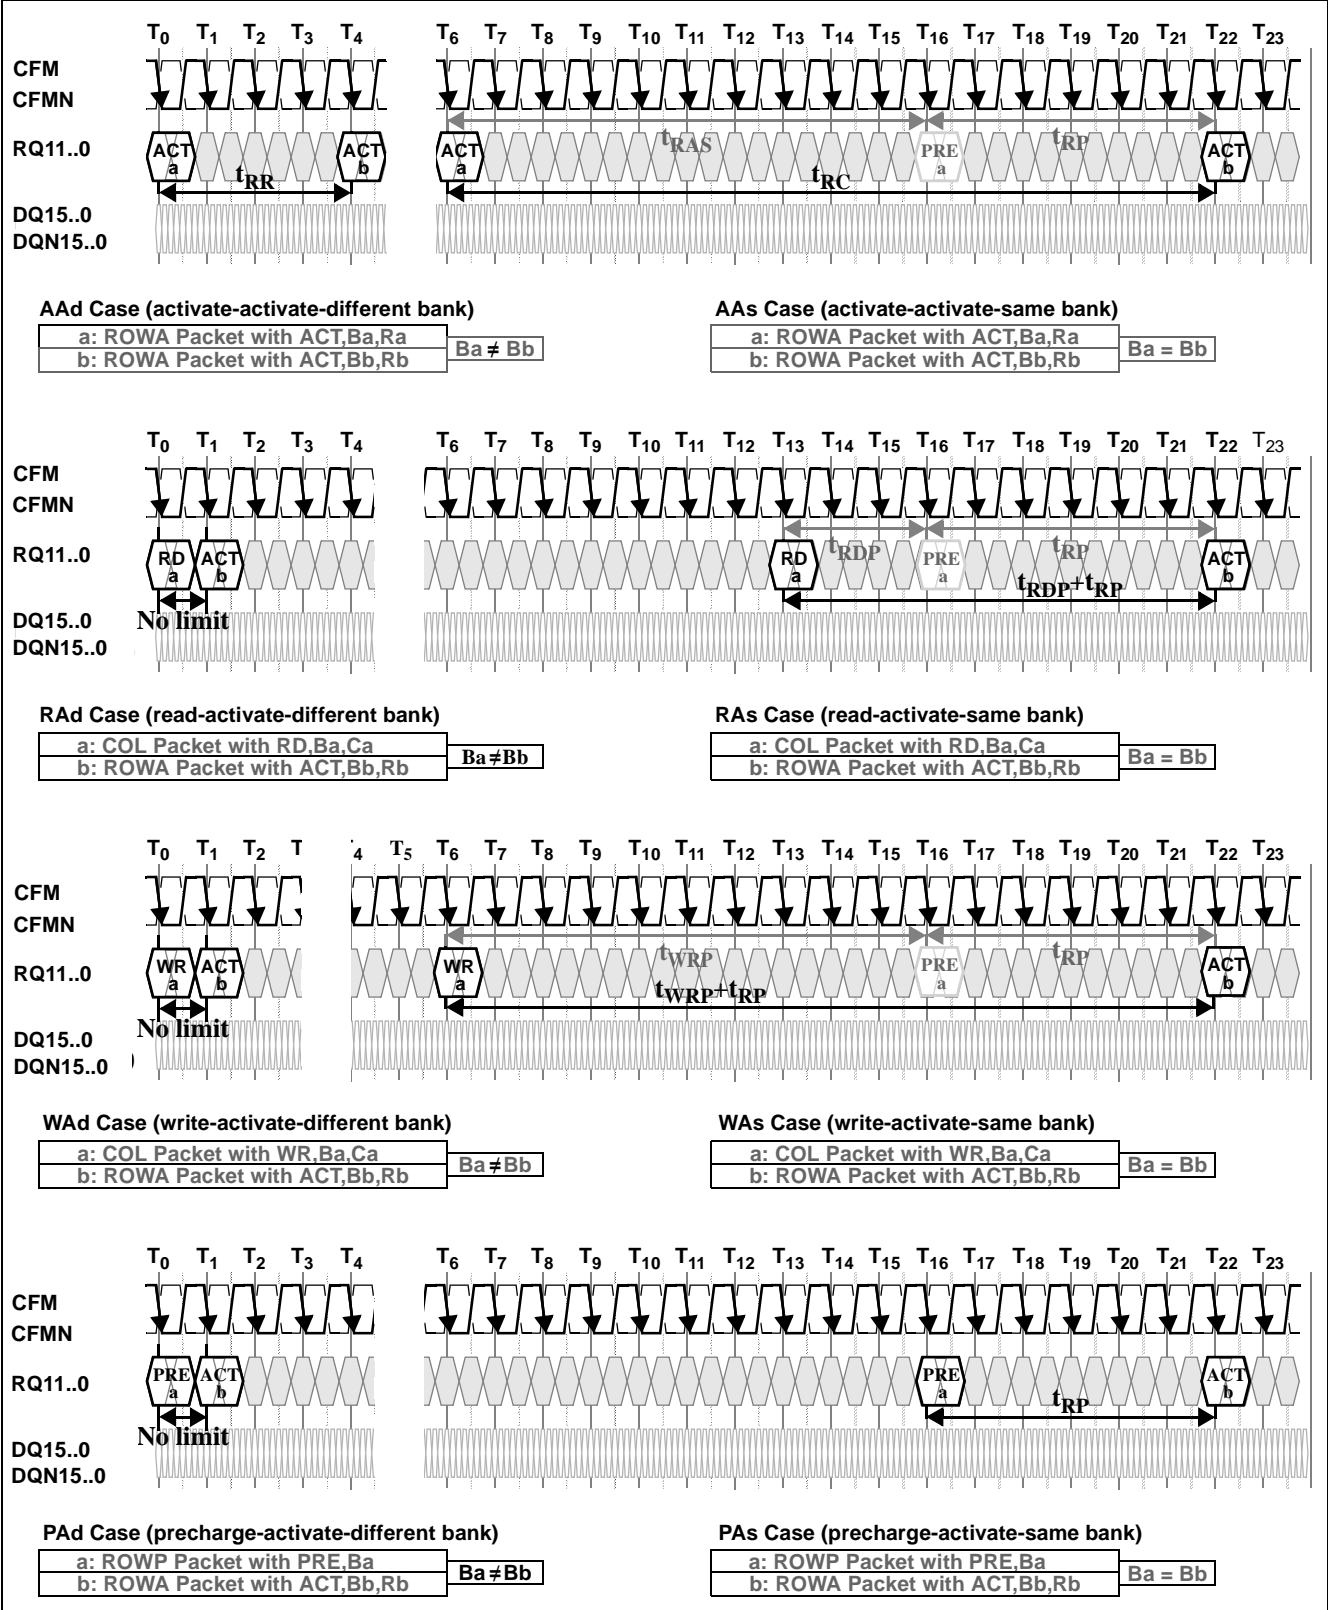 T0 T1 T2 T3 T4 T6 T7 T8 T9 T10 T11 T12 T13 T14 T15 T16 T17 T18 T19 T20 T21 T22 T23
CFM
CFMN
tRAS tRP
RQ11..0 ACT a ACT b ACT a PRE a ACT b
tRR tRC
DQ15..0
DQN15..0
AAd Case (activate-activate-different bank) AAs Case (activate-activate-same bank)
a: ROWA Packet with ACT,Ba,Ra a: ROWA Packet with ACT,Ba,Ra
Ba ≠ Bb Ba = Bb
b: ROWA Packet with ACT,Bb,Rb b: ROWA Packet with ACT,Bb,Rb
T0 T1 T2 T3 T4 T6 T7 T8 T9 T10 T11 T12 T13 T14 T15 T16 T17 T18 T19 T20 T21 T22 T23
CFM
CFMN
tRDP tRP
RQ11..0 RD a ACT b RD a PRE a ACT b
tRDP+tRP
No limit
DQ15..0
DQN15..0
RAd Case (read-activate-different bank) RAs Case (read-activate-same bank)
a: COL Packet with RD,Ba,Ca a: COL Packet with RD,Ba,Ca
Ba≠Bb Ba = Bb
b: ROWA Packet with ACT,Bb,Rb b: ROWA Packet with ACT,Bb,Rb
T0 T1 T2 T 4 T5 T6 T7 T8 T9 T10 T11 T12 T13 T14 T15 T16 T17 T18 T19 T20 T21 T22 T23
CFM
CFMN
tWRP tRP
RQ11..0 WR a ACT b WR a PRE a ACT b
tWRP+tRP
No limit
DQ15..0
DQN15..0
WAd Case (write-activate-different bank) WAs Case (write-activate-same bank)
a: COL Packet with WR,Ba,Ca a: COL Packet with WR,Ba,Ca
Ba≠Bb Ba = Bb
b: ROWA Packet with ACT,Bb,Rb b: ROWA Packet with ACT,Bb,Rb
T0 T1 T2 T3 T4 T6 T7 T8 T9 T10 T11 T12 T13 T14 T15 T16 T17 T18 T19 T20 T21 T22 T23
CFM
CFMN
RQ11..0 PRE a ACT b PRE a ACT b
tRP
No limit
DQ15..0
DQN15..0
PAd Case (precharge-activate-different bank) PAs Case (precharge-activate-same bank)
a: ROWP Packet with PRE,Ba a: ROWP Packet with PRE,Ba
Ba≠Bb Ba = Bb
b: ROWA Packet with ACT,Bb,Rb b: ROWA Packet with ACT,Bb,Rb